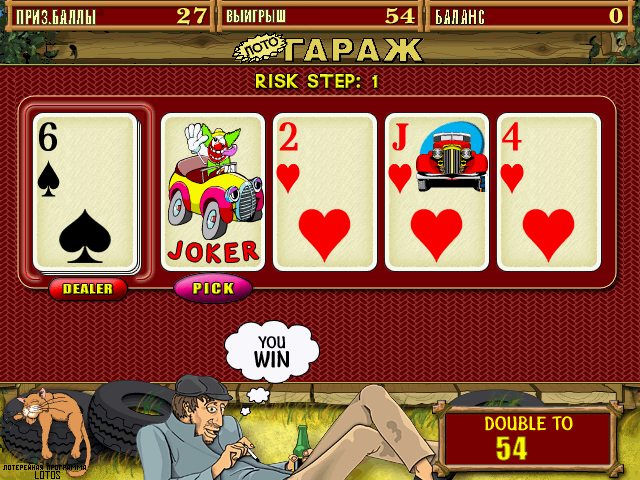 ПРИЗ.БАЛЛЫ 27 ВЫИГРЫШ 54 БАЛАНС 0
ЛОТО ГАРАЖ
RISK STEP: 1
6 JOKER 2 J 4
DEALER PICK
YOU
WIN
DOUBLE TO
54
ЛОТЕРЕЙНАЯ ПРОГРАММА
LOTOS